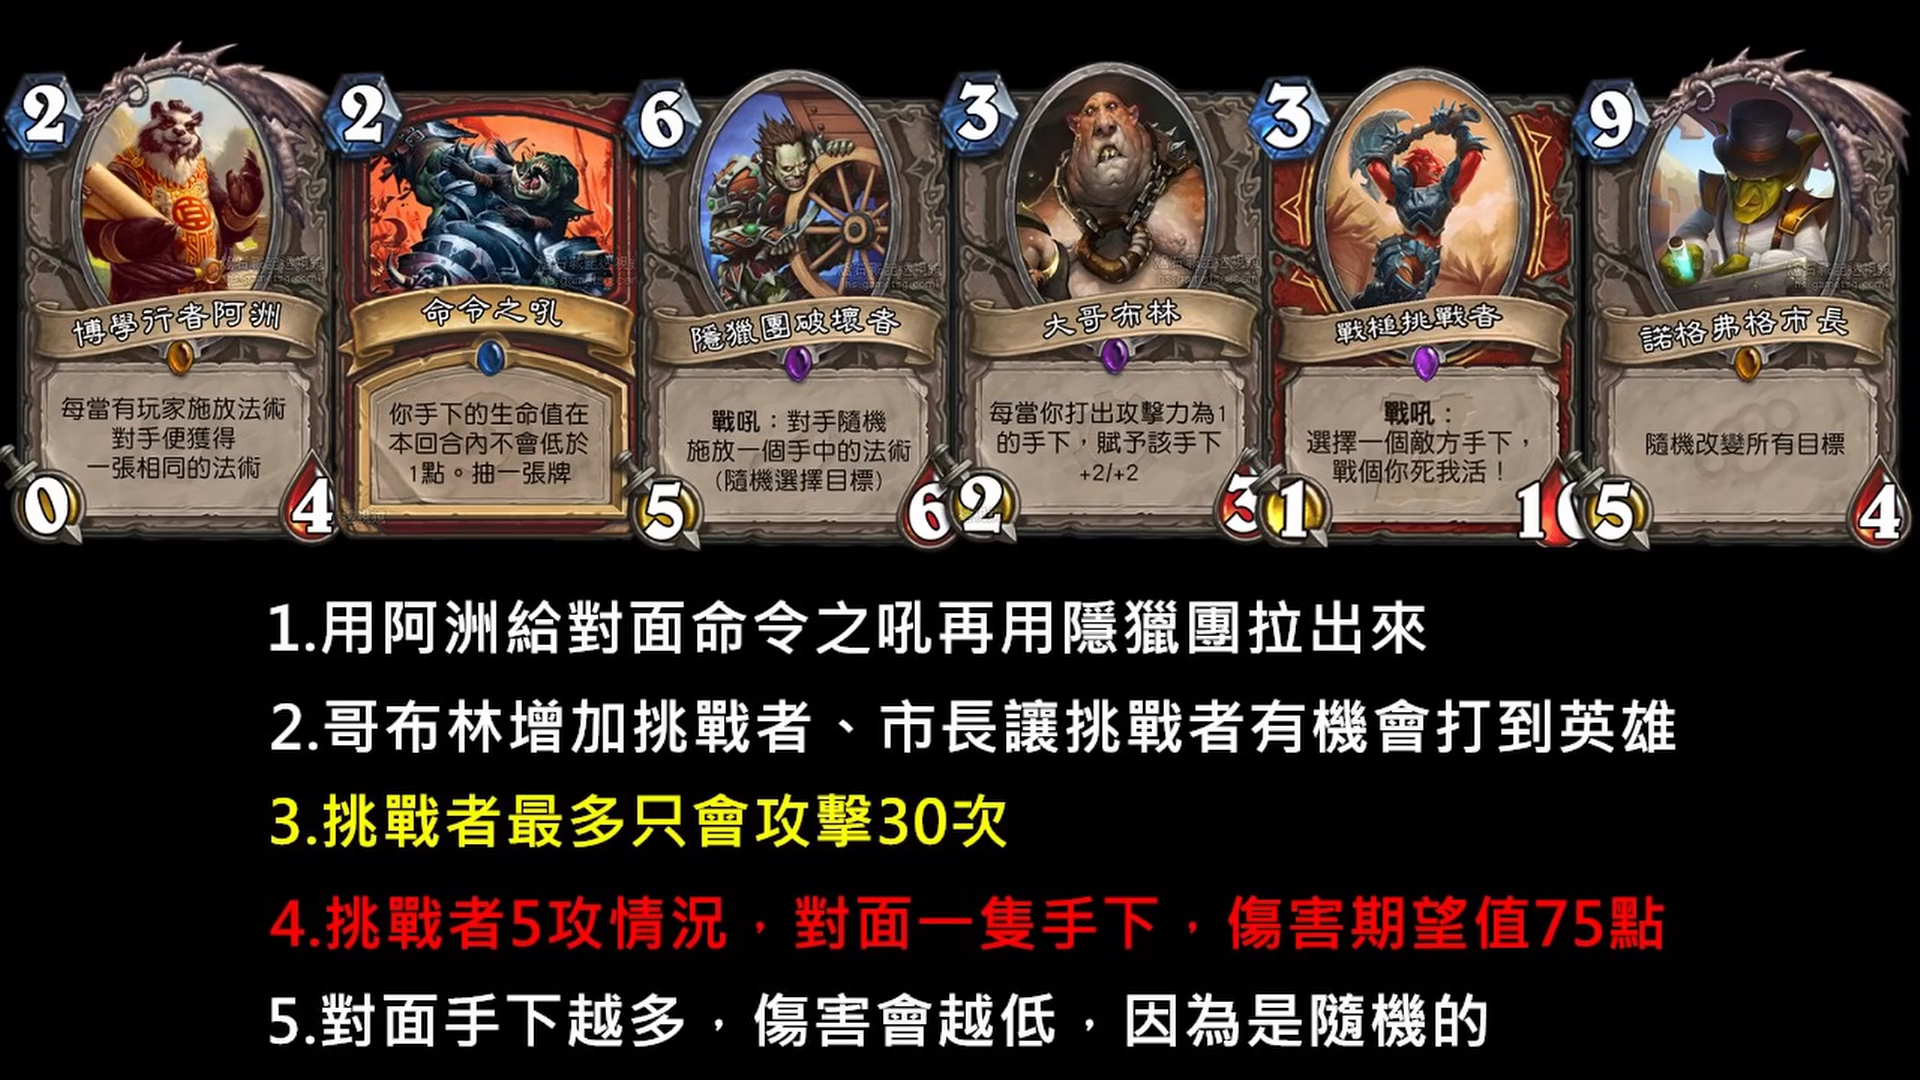 2
博學行者阿洲
每當有玩家施放法術
對手便獲得
一張相同的法術
0
4
2
命令之吼
你手下的生命值在
本回合內不會低於
1點。抽一張牌
6
隱獵團破壞者
戰吼：對手隨機
施放一個手中的法術
(隨機選擇目標)
5
6
3
大哥布林
每當你打出攻擊力為1
的手下，賦予該手下
+2/+2
2
3
3
戰槌挑戰者
戰吼：
選擇一個敵方手下，
戰個你死我活！
1
10
9
諾格弗格市長
隨機改變所有目標
5
4
1.用阿洲給對面命令之吼再用隱獵團拉出來
2.哥布林增加挑戰者、市長讓挑戰者有機會打到英雄
3.挑戰者最多只會攻擊30次
4.挑戰者5攻情況，對面一隻手下，傷害期望值75點
5.對面手下越多，傷害會越低，因為是隨機的